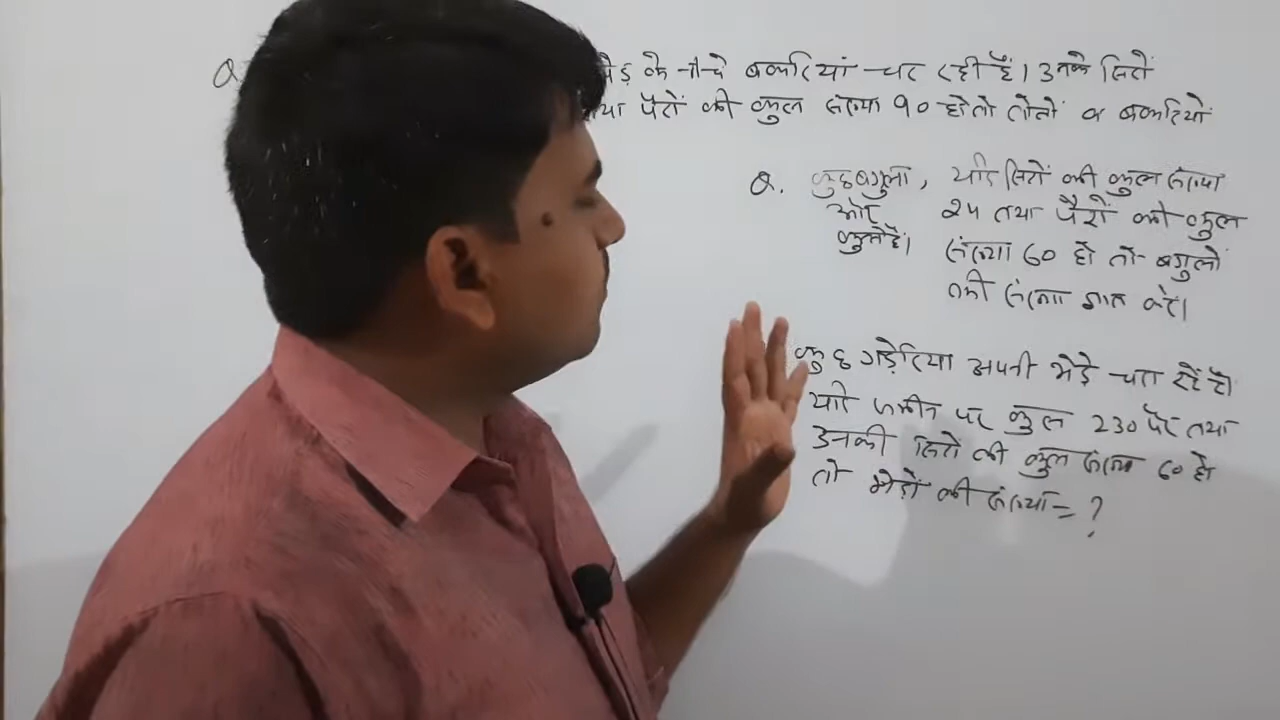 Q पेड़ के नीचे बकरियां चर रही हैं। उनके सिरों
तथा पैरों की कुल संख्या 90 हो तो तोतों व बकरियों
Q. कुछ बगुला, यदि सिरों की कुल संख्या
और २५ तथा पैरों की कुल
कुत्ते हैं। संख्या 60 हो तो बगुलों
की संख्या ज्ञात करें।
कुछ गड़ेरिया अपनी भेड़े चरा रहें है।
यदि जमीन पर कुल 230 पैर तथा
उनकी सिरों की कुल संख्या 60 हो
तो भेड़ों की संख्या = ?